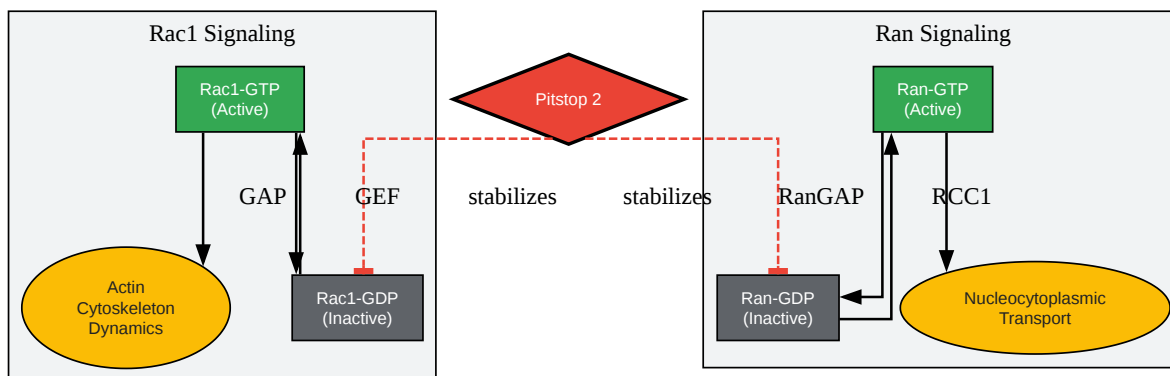 Rac1 Signaling
Ran Signaling
Rac1-GTP
(Active)
Pitstop 2
Ran-GTP
(Active)
GAP
GEF
stabilizes
stabilizes
RanGAP
RCC1
Actin
Cytoskeleton
Dynamics
Rac1-GDP
(Inactive)
Ran-GDP
(Inactive)
Nucleocytoplasmic
Transport